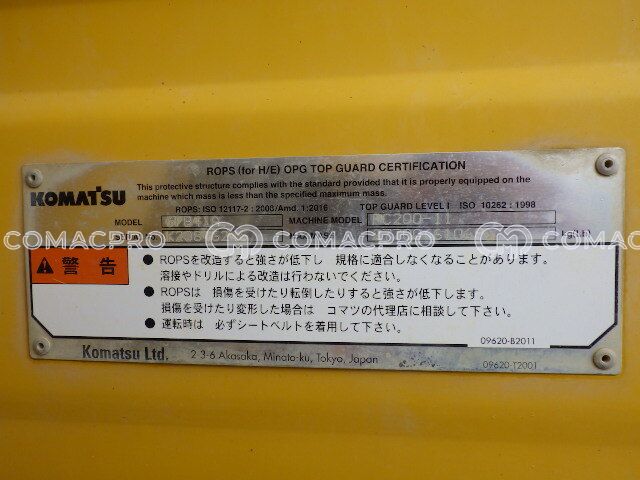 ROPS (for H/E) OPG TOP GUARD CERTIFICATION
KOMATSU
This protective structure complies with the standard provided that it is properly equipped on the
machine which mass is less than the specified maximum mass.
ROPS: ISO 12117-2 : 2008/Amd. 1:2016 TOP GUARD LEVEL I ISO 10262 : 1998
MODEL MACHINE MODEL PC200-11
COMACPRO COMACPRO COMACPRO
警告
● ROPSを改造すると強さが低下し 規格に適合しなくなることがあります。
溶接やドリルによる改造は行わないでください。
● ROPSは 損傷を受けたり転倒したりすると強さが低下します。
損傷を受けたり変形した場合は コマツの代理店に相談して下さい。
● 運転時は 必ずシートベルトを着用して下さい。
09620-B2011
Komatsu Ltd. 2-3-6 Akasaka, Minato-ku, Tokyo, Japan
09620-T2001